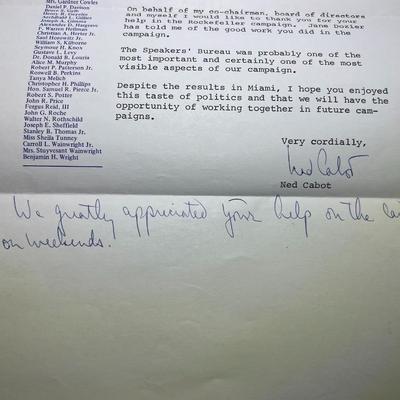 Mrs. Gardner Cowles
Daniel P. Davison
Archibald L. Gillies
Joseph A. Gimma
Alexander D. Hargrave
F. Warren Hellman
Christian A. Herter Jr.
Saul Horowitz Jr.
William S. Kilborne
Seymour H. Knox
Gustave L. Levy
Dr. Donald B. Louria
Alice M. Murphy
Robert P. Patterson Jr.
Roswell B. Perkins
Tanya Melich
Christopher H. Phillips
Hon. Samuel R. Pierce Jr.
Robert S. Potter
John R. Price
Fergus Reid, III
John G. Roche
Walter N. Rothschild
Joseph E. Sheffield
Stanley B. Thomas Jr.
Miss Sheila Tunney
Carroll L. Wainwright Jr.
Mrs. Stuyvesant Wainwright
Benjamin H. Wright
On behalf of my co-chairman, board of directors
and myself I would like to thank you for your
help in the Rockefeller campaign. Jane Dozier
has told me of the good work you did in the
campaign.
The Speakers' Bureau was probably one of the
most important and certainly one of the most
visible aspects of our campaign.
Despite the results in Miami, I hope you enjoyed
this taste of politics and that we will have the
opportunity of working together in future cam-
paigns.
Very cordially,
Ned Cabot
Ned Cabot
We greatly appreciated your help on the
on weekends.